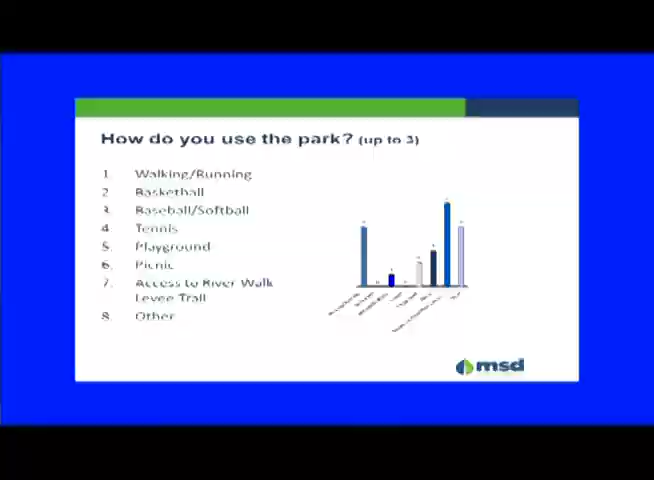 How do you use the park? (up to 3)
1. Walking/Running
2. Basketball
3. Baseball/Softball
4. Tennis
5. Playground
6. Picnic
7. Access to River Walk
Levee Trail
8. Other
msd